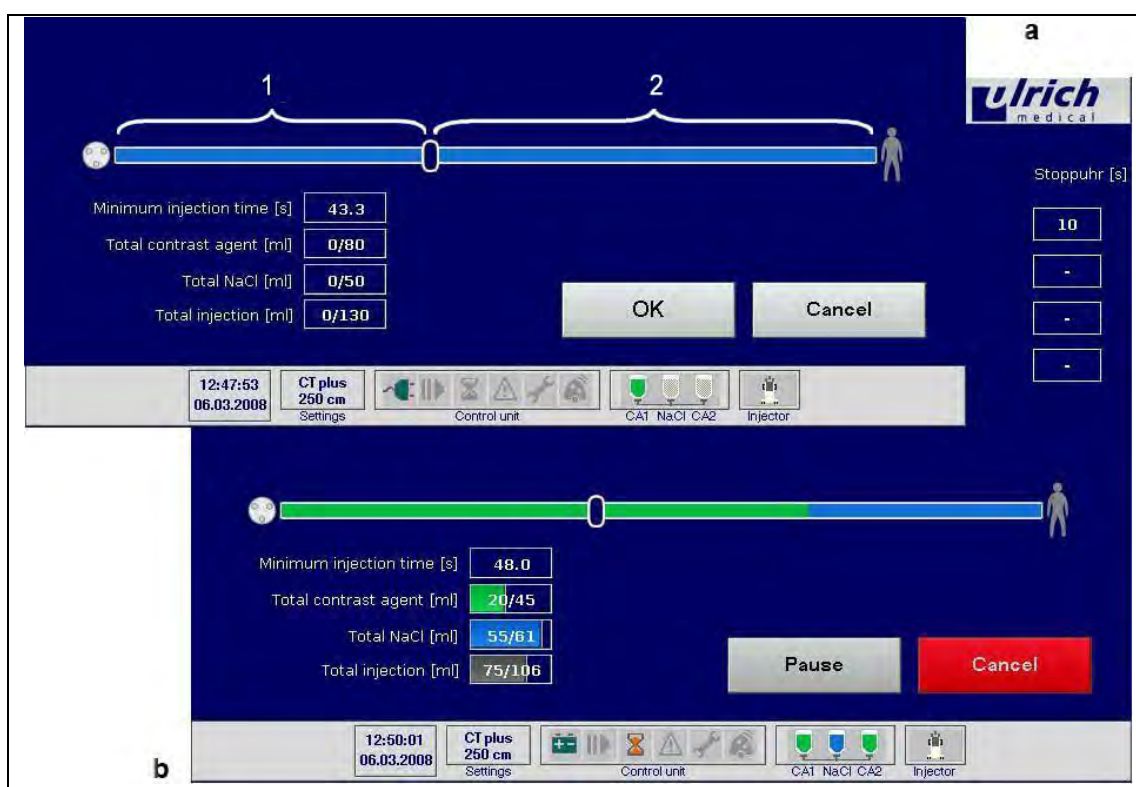 a
1 2
ulrich
medical
Stoppuhr [s]
10
-
-
-
Minimum injection time [s] 43.3
Total contrast agent [ml] 0/80
Total NaCl [ml] 0/50
Total injection [ml] 0/130
OK Cancel
12:47:53
06.03.2008
CT plus
250 cm
Settings
Control unit
CA1 NaCl CA2
Injector
Minimum injection time [s] 48.0
Total contrast agent [ml] 20/45
Total NaCl [ml] 55/61
Total injection [ml] 75/106
Pause Cancel
b
12:50:01
06.03.2008
CT plus
250 cm
Settings
Control unit
CA1 NaCl CA2
Injector